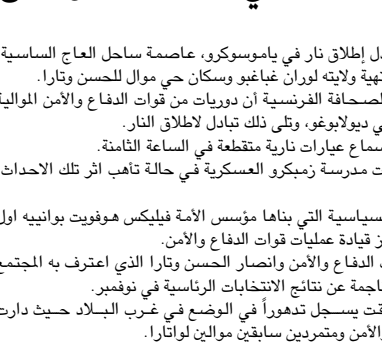 دل إطلاق نار في ياموسوكرو، عاصمة ساحل العاج السياسية
تهية ولايته لوران غباغبو وسكان حي موال للحسن وتارا.
لصحافة الفرنسية أن دوريات من قوات الدفاع والأمن الموالية
ي ديولابوغو، وتلى ذلك تبادل لاطلاق النار.
سماع عيارات نارية متقطعة في الساعة الثامنة.
ت مدرسة زمبكرو العسكرية في حالة تأهب اثر تلك الاحداث
لسياسية التي بناها مؤسس الأمة فيليكس هوفويت بوانييه اول
ز قيادة عمليات قوات الدفاع والأمن.
، الدفاع والأمن وانصار الحسن وتارا الذي اعترف به المجتمع
ناجمة عن نتائج الانتخابات الرئاسية في نوفمبر.
قت يسجل تدهوراً في الوضع في غرب البلاد حيث دارت
الأمن ومتمردين سابقين موالين لواتارا.